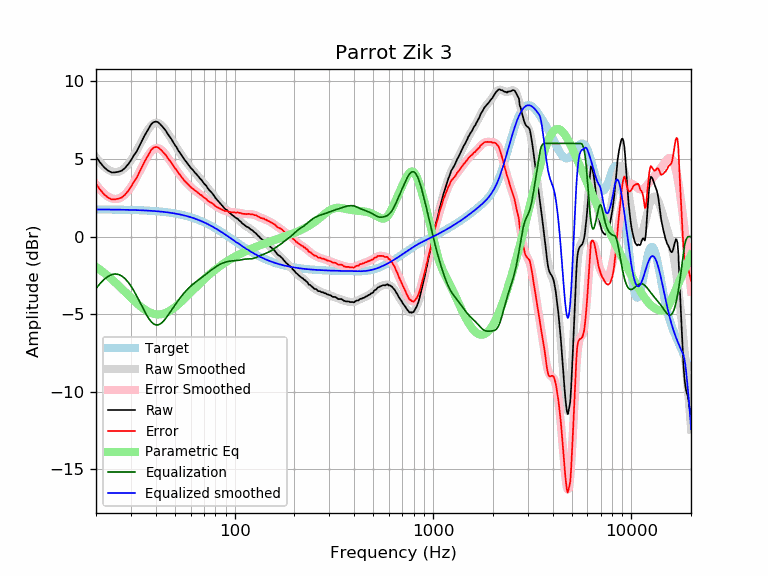 Parrot Zik 3
10
5
0
−5
−10
−15
Amplitude (dBr)
Target
Raw Smoothed
Error Smoothed
Raw
Error
Parametric Eq
Equalization
Equalized smoothed
100
1000
10000
Frequency (Hz)